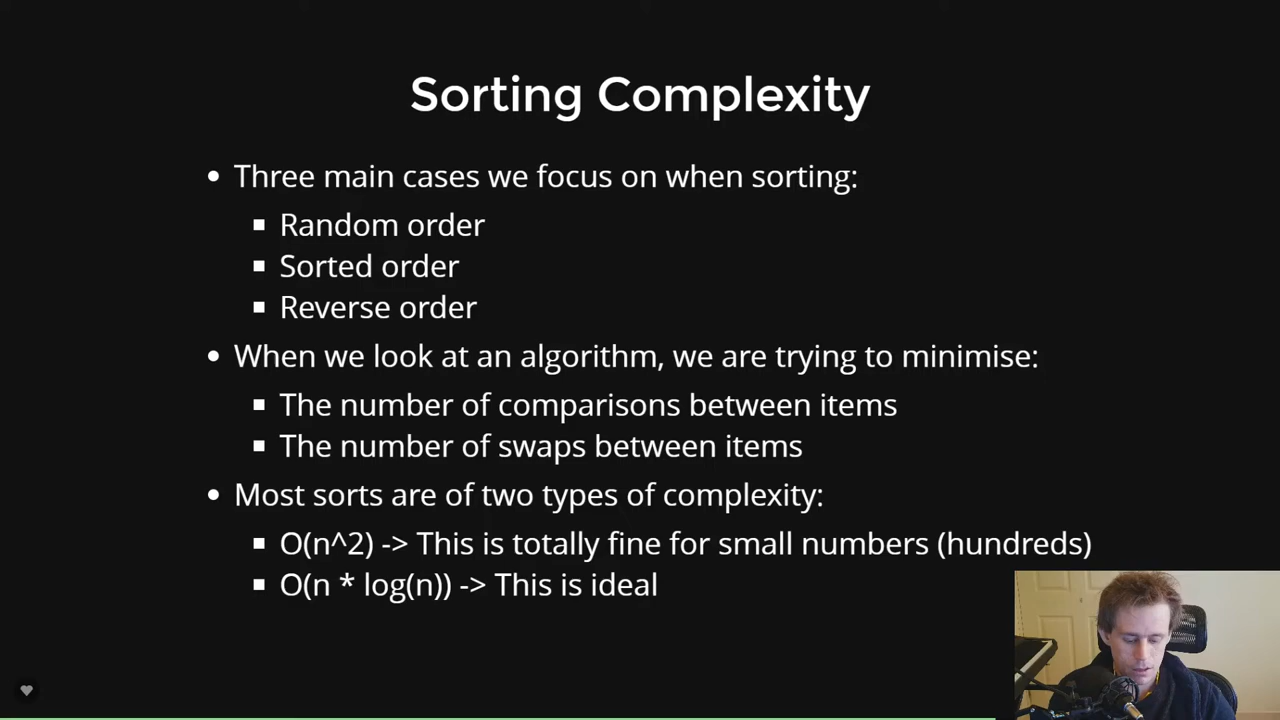 Sorting Complexity
Three main cases we focus on when sorting:
Random order
Sorted order
Reverse order
When we look at an algorithm, we are trying to minimise:
The number of comparisons between items
The number of swaps between items
Most sorts are of two types of complexity:
O(n^2) -> This is totally fine for small numbers (hundreds)
O(n * log(n)) -> This is ideal